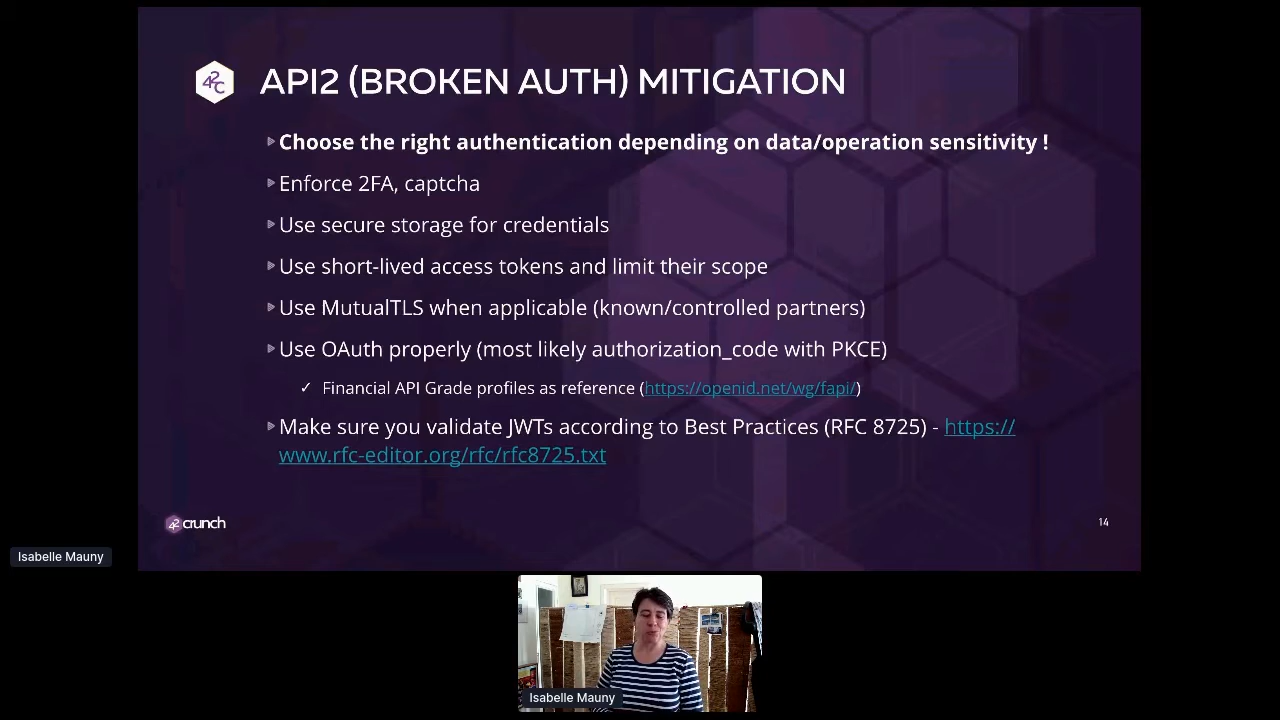 42C
API2 (BROKEN AUTH) MITIGATION
Choose the right authentication depending on data/operation sensitivity !
Enforce 2FA, captcha
Use secure storage for credentials
Use short-lived access tokens and limit their scope
Use MutualTLS when applicable (known/controlled partners)
Use OAuth properly (most likely authorization_code with PKCE)
✓ Financial API Grade profiles as reference (https://openid.net/wg/fapi/)
Make sure you validate JWTs according to Best Practices (RFC 8725) - https://
www.rfc-editor.org/rfc/rfc8725.txt
42crunch
14
Isabelle Mauny
Isabelle Mauny